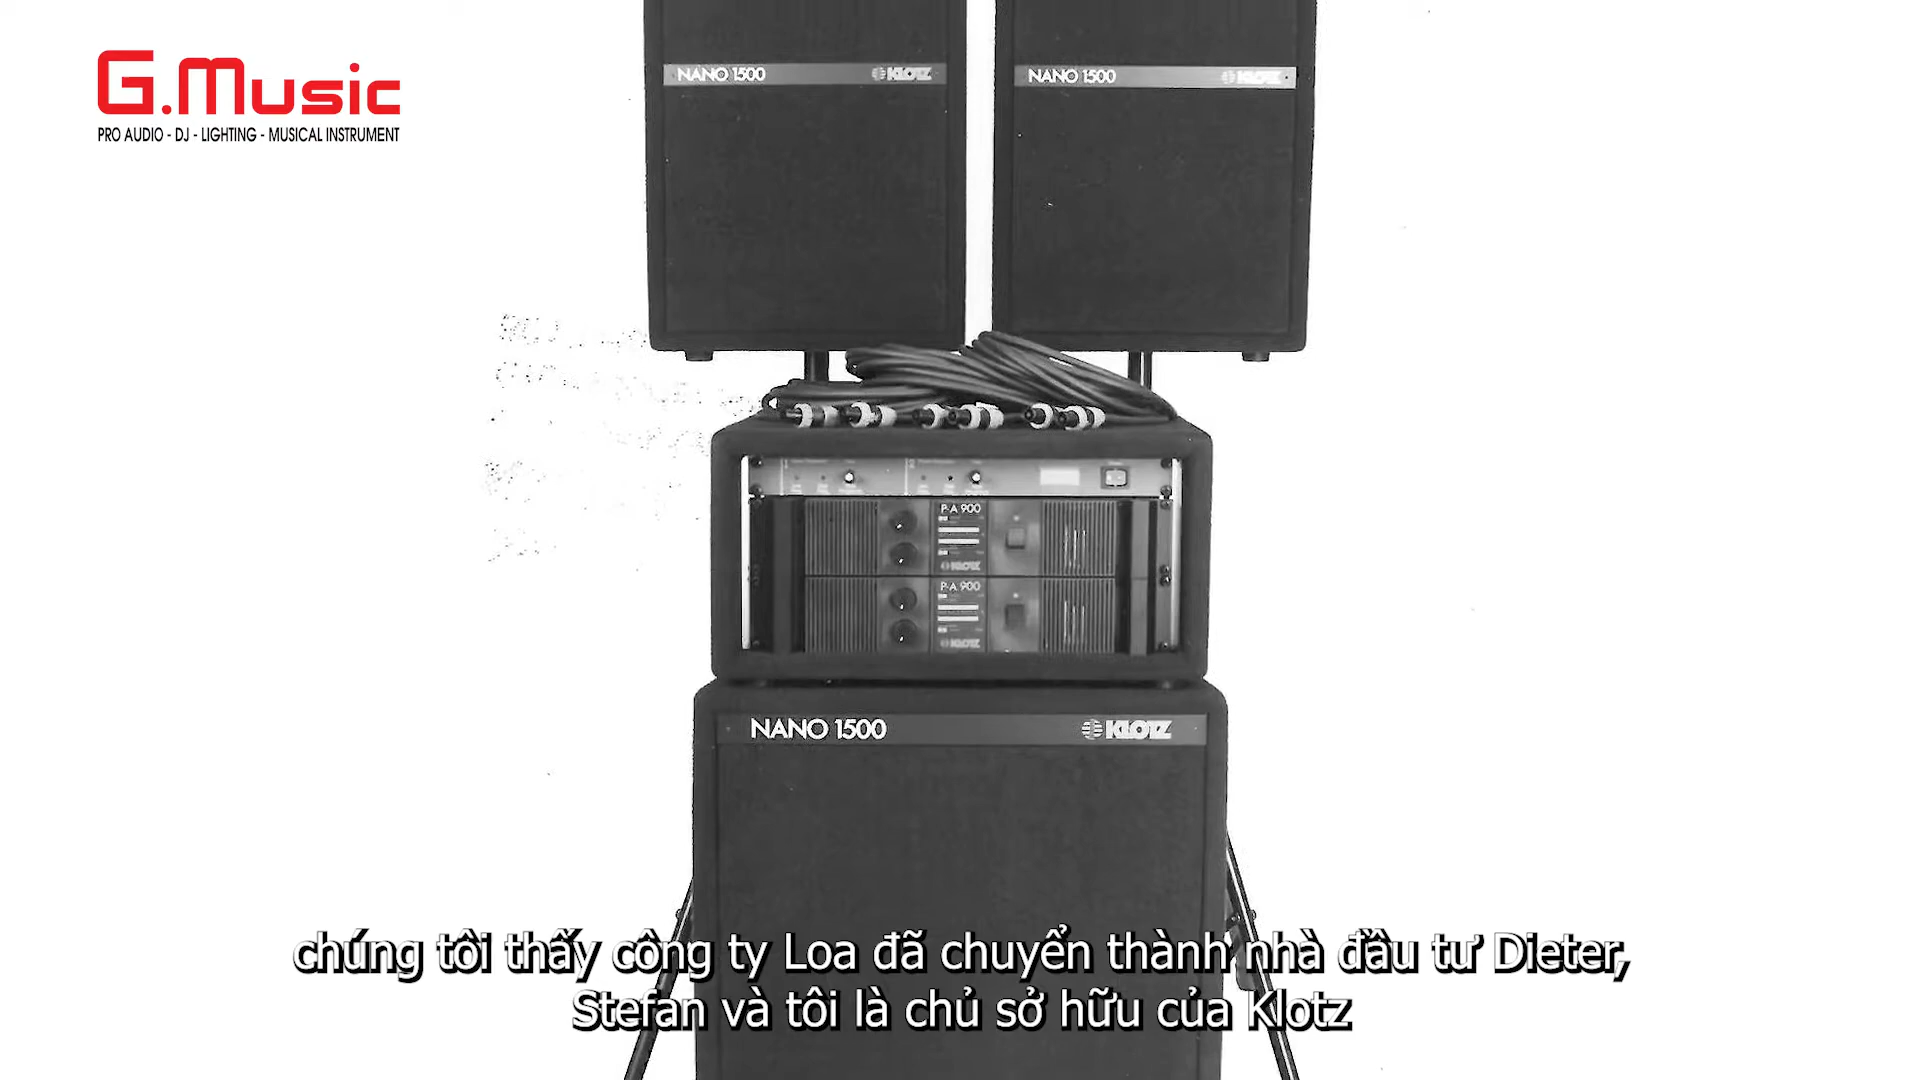 G.Music
PRO AUDIO - DJ - LIGHTING - MUSICAL INSTRUMENT
NANO 1500 KLOTZ
NANO 1500 KLOTZ
P-A 900
KLOTZ
P-A 900
KLOTZ
NANO 1500 KLOTZ
chúng tôi thấy công ty Loa đã chuyển thành nhà đầu tư Dieter,
Stefan và tôi là chủ sở hữu của Klotz